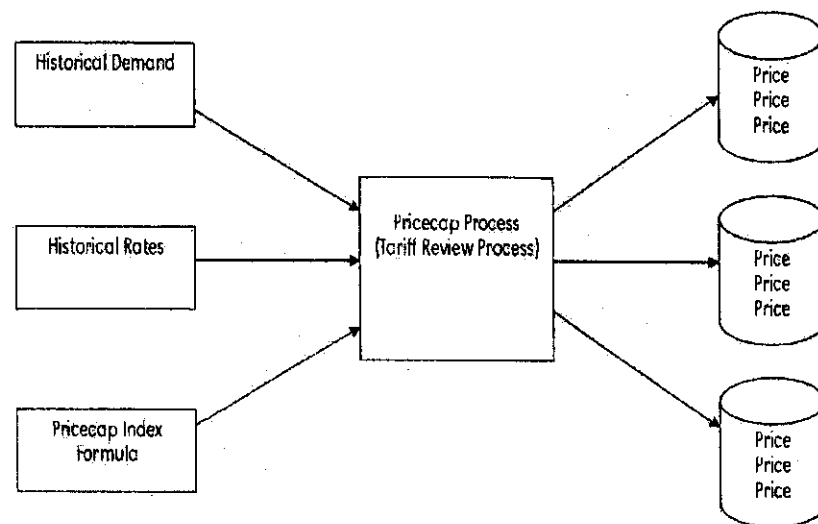 Historical Demand
Historical Rates
Pricecap Index
Formula
Pricecap Process
(Tariff Review Process)
Price
Price
Price
Price
Price
Price
Price
Price
Price